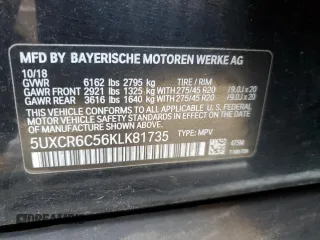 MFD BY BAYERISCHE MOTOREN WERKE AG
10/18
GVWR 6162 lbs 2795 kg TIRE / RIM
GAWR FRONT 2921 lbs 1325 kg WITH 275/45 R20 / 9.0J x 20
GAWR REAR 3616 lbs 1640 kg WITH 275/45 R20 / 9.0J x 20
THIS VEHICLE CONFORMS TO ALL APPLICABLE FEDERAL MOTOR
VEHICLE SAFETY STANDARDS IN EFFECT ON THE DATE OF
MANUFACTURE SHOWN ABOVE.
5UXCR6C56KLK81735 TYPE: MPV